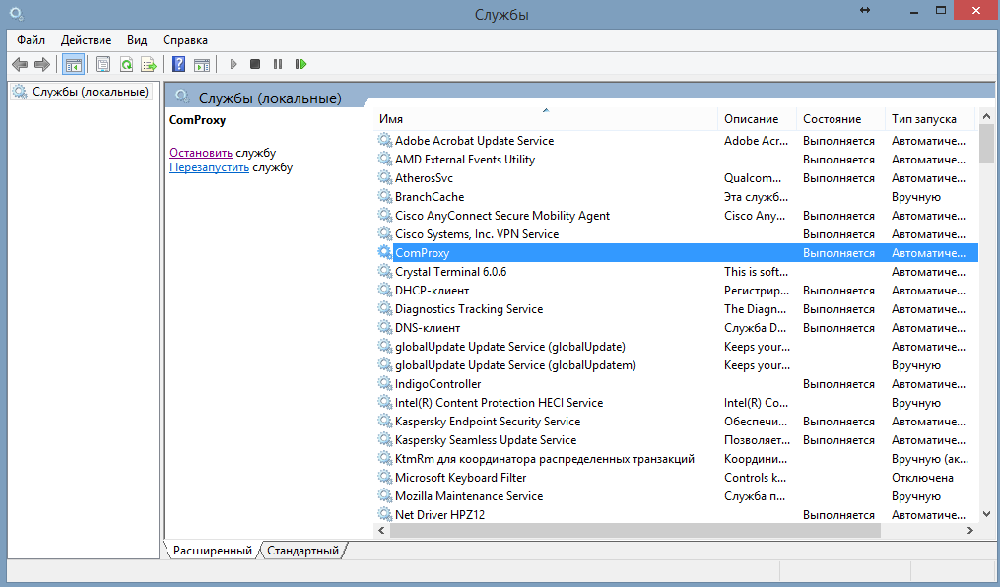 Службы
Файл Действие Вид Справка
Службы (локальные)
Службы (локальные)
ComProxy
Остановить службу
Перезапустить службу
Имя Описание Состояние Тип запуска
Adobe Acrobat Update Service Adobe Acr... Выполняется Автоматиче...
AMD External Events Utility Выполняется Автоматиче...
AtherosSvc Qualcom... Выполняется Автоматиче...
BranchCache Эта служб... Вручную
Cisco AnyConnect Secure Mobility Agent Cisco Any... Выполняется Автоматиче...
Cisco Systems, Inc. VPN Service Выполняется Автоматиче...
ComProxy Выполняется Автоматиче...
Crystal Terminal 6.0.6 This is soft... Автоматиче...
DHCP-клиент Регистрир... Выполняется Автоматиче...
Diagnostics Tracking Service The Diagn... Выполняется Автоматиче...
DNS-клиент Служба D... Выполняется Автоматиче...
globalUpdate Update Service (globalUpdate) Keeps your... Автоматиче...
globalUpdate Update Service (globalUpdatem) Keeps your... Вручную
IndigoController Выполняется Автоматиче...
Intel(R) Content Protection HECI Service Intel(R) Co... Вручную
Kaspersky Endpoint Security Service Обеспечи... Выполняется Автоматиче...
Kaspersky Seamless Update Service Позволяет... Выполняется Автоматиче...
KtmRm для координатора распределенных транзакций Координи... Вручную (ак...
Microsoft Keyboard Filter Controls k... Отключена
Mozilla Maintenance Service Служба п... Вручную
Net Driver HPZ12 Выполняется Автоматиче...
Расширенный Стандартный